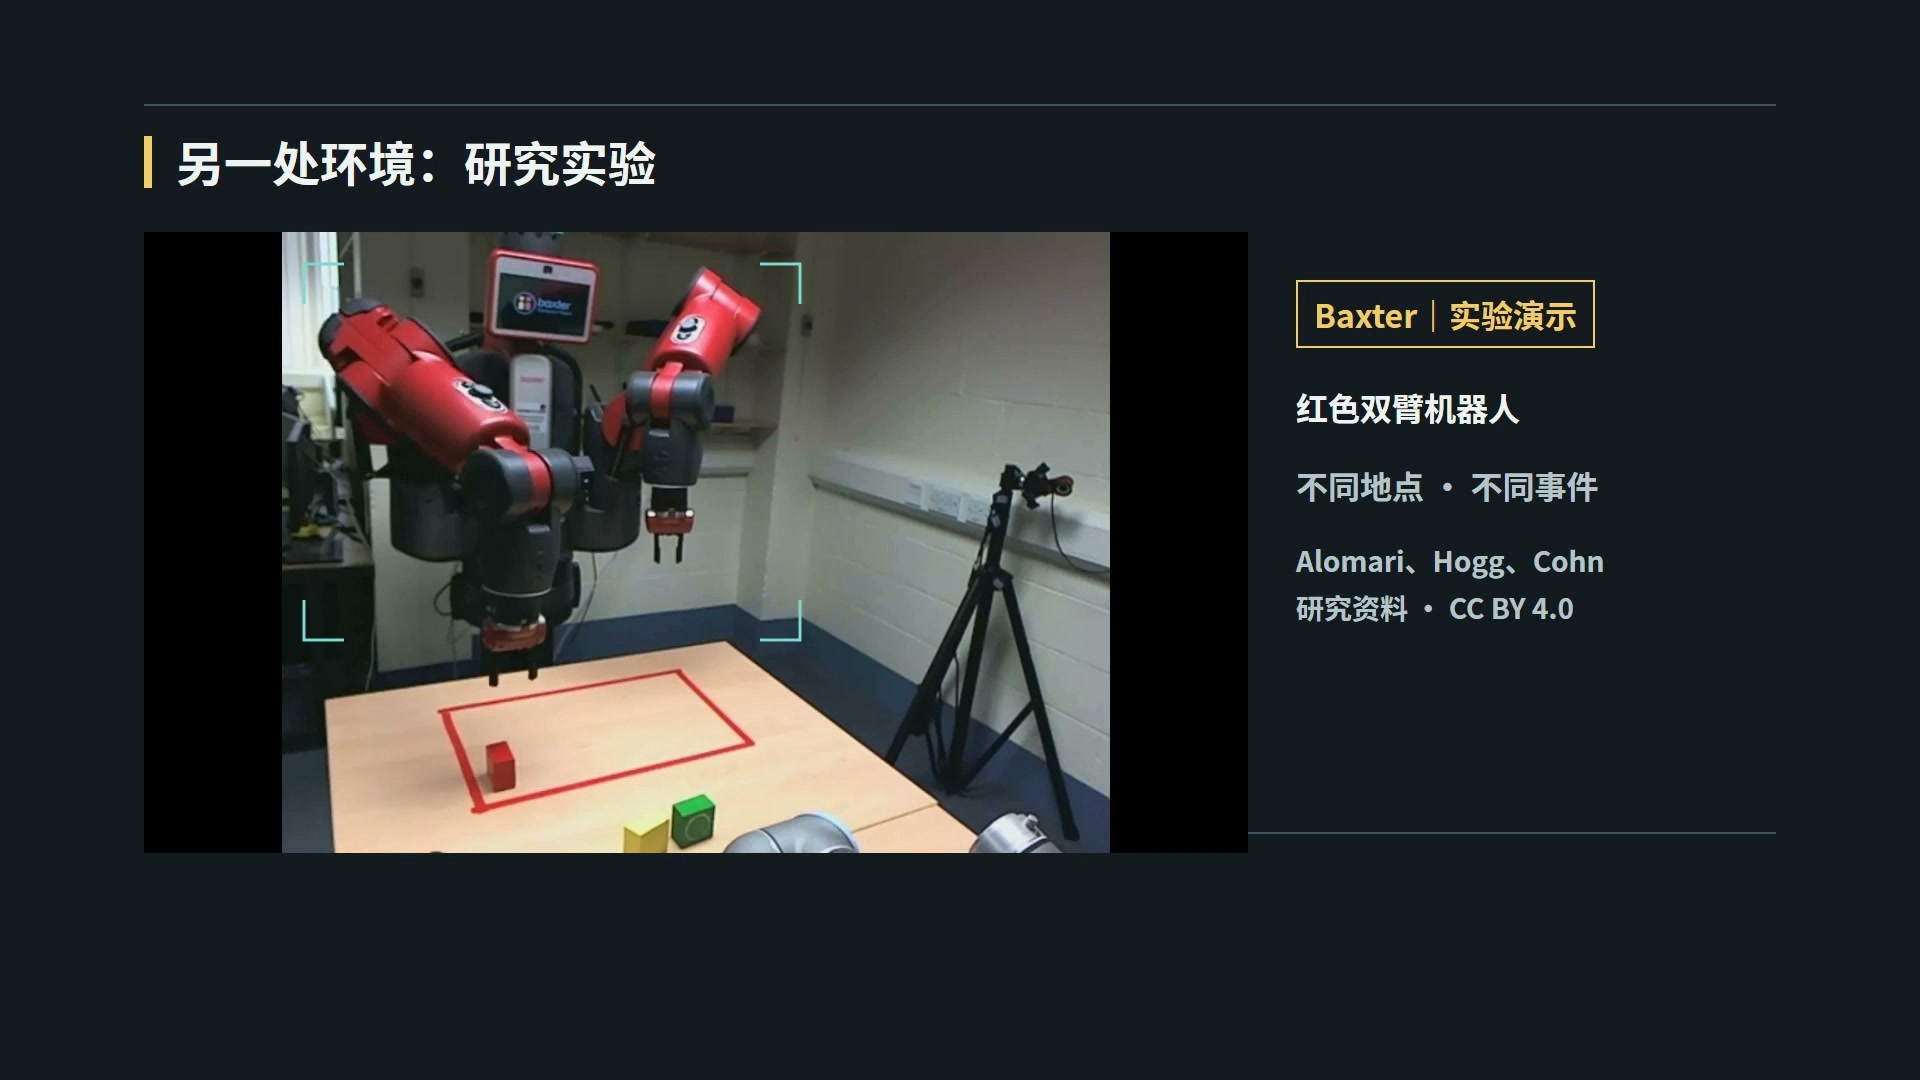 另一处环境：研究实验
baxter
Baxter｜实验演示
红色双臂机器人
不同地点 · 不同事件
Alomari、Hogg、Cohn
研究资料 · CC BY 4.0